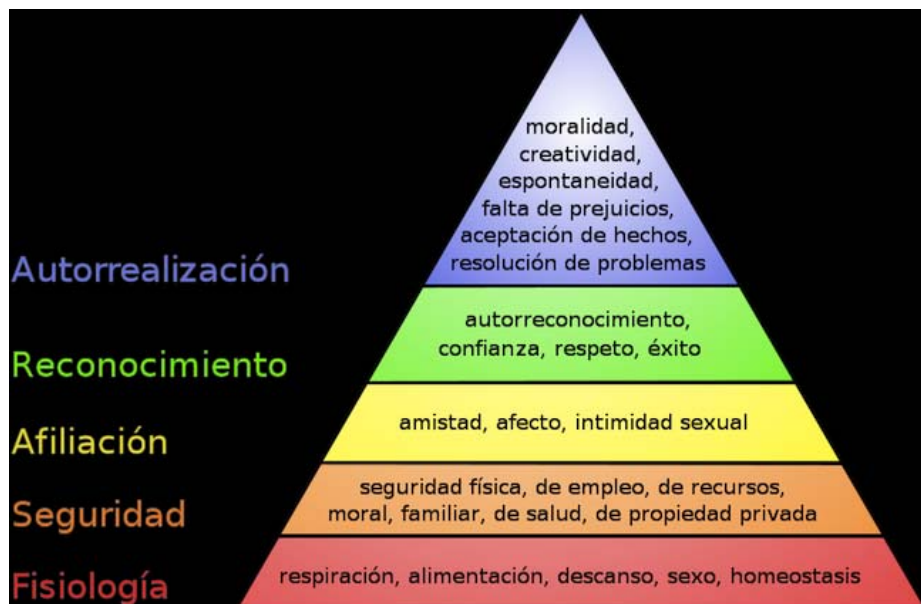 moralidad,
creatividad,
espontaneidad,
falta de prejuicios,
aceptación de hechos,
resolución de problemas
Autorrealización
autorreconocimiento,
confianza, respeto, éxito
Reconocimiento
amistad, afecto, intimidad sexual
Afiliación
seguridad física, de empleo, de recursos,
moral, familiar, de salud, de propiedad privada
Seguridad
respiración, alimentación, descanso, sexo, homeostasis
Fisiología